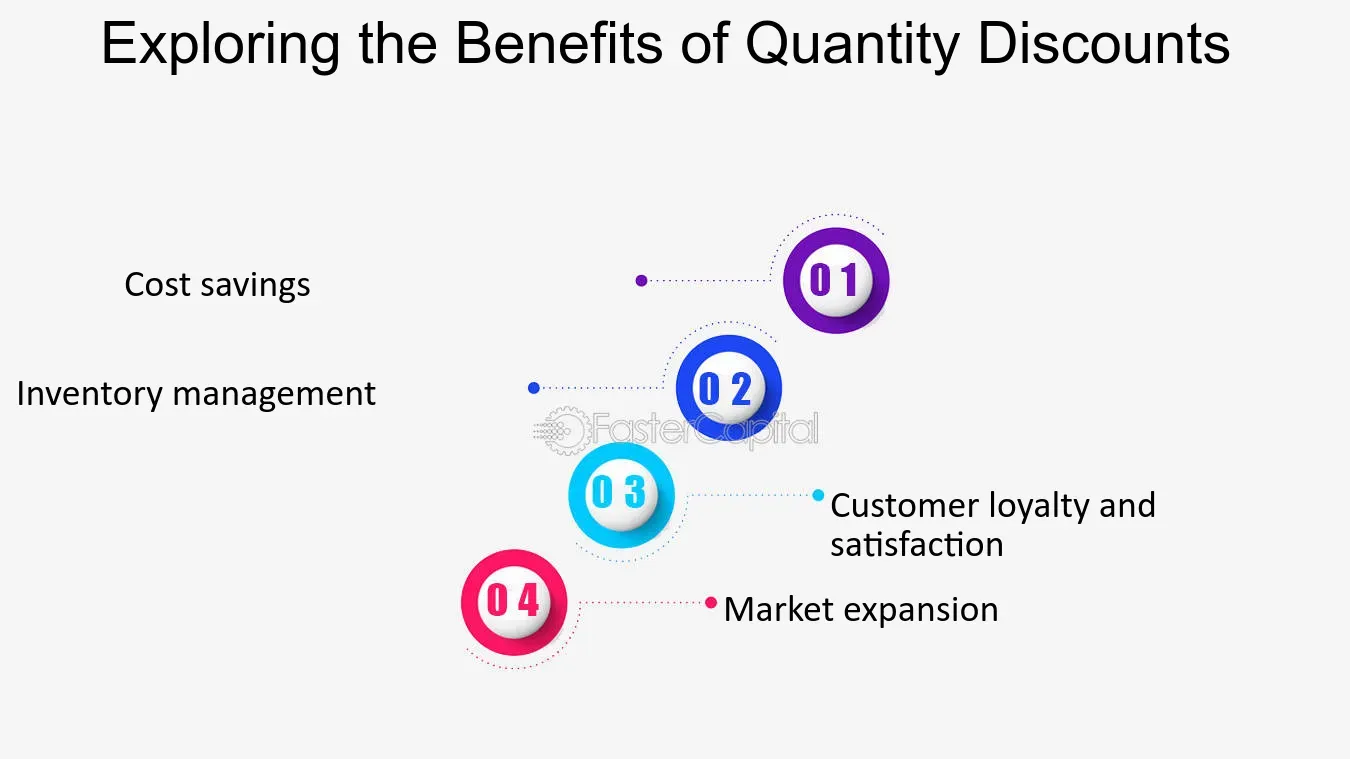 Exploring the Benefits of Quantity Discounts
Cost savings
01
Inventory management
02
FasterCapital
03
Customer loyalty and
satisfaction
04
Market expansion